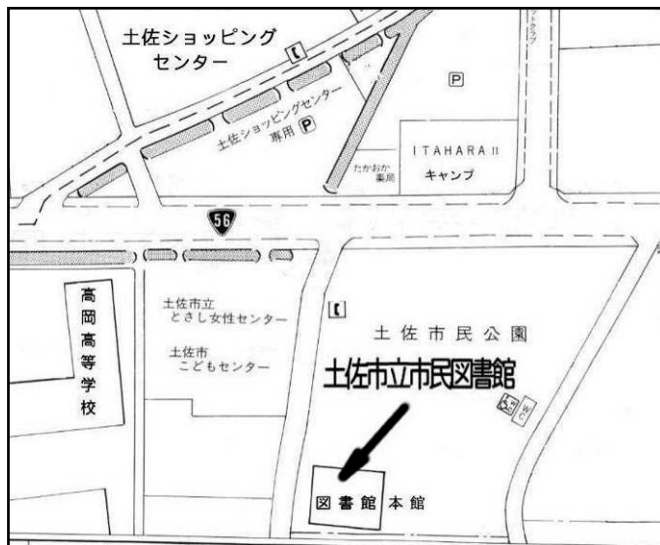 土佐ショッピング
センター
P
土佐ショッピングセンター
専用 P
ITAHARA II
キャンプ
たかおか
薬局
56
高岡高等学校
土佐市立
とさし女性センター
土佐市
こどもセンター
土佐市民公園
土佐市立市民図書館
図書館本館